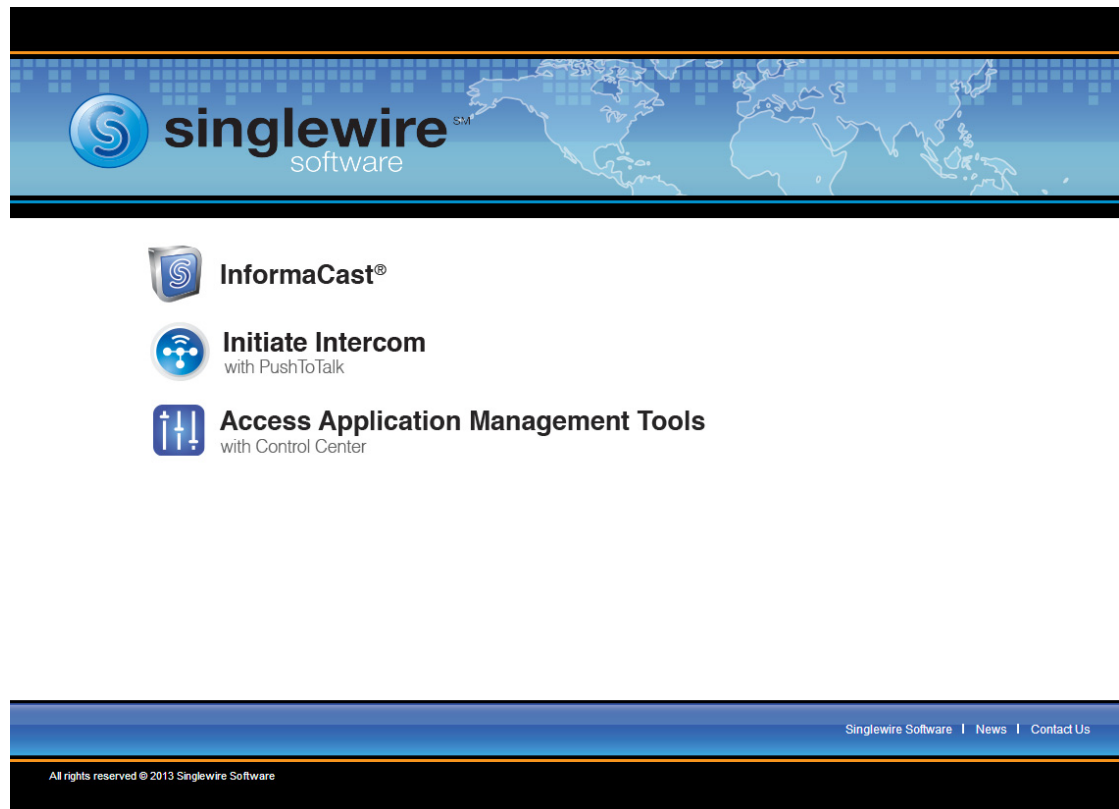 singlewire SM
software
InformaCast®
Initiate Intercom
with PushToTalk
Access Application Management Tools
with Control Center
Singlewire Software | News | Contact Us
All rights reserved © 2013 Singlewire Software